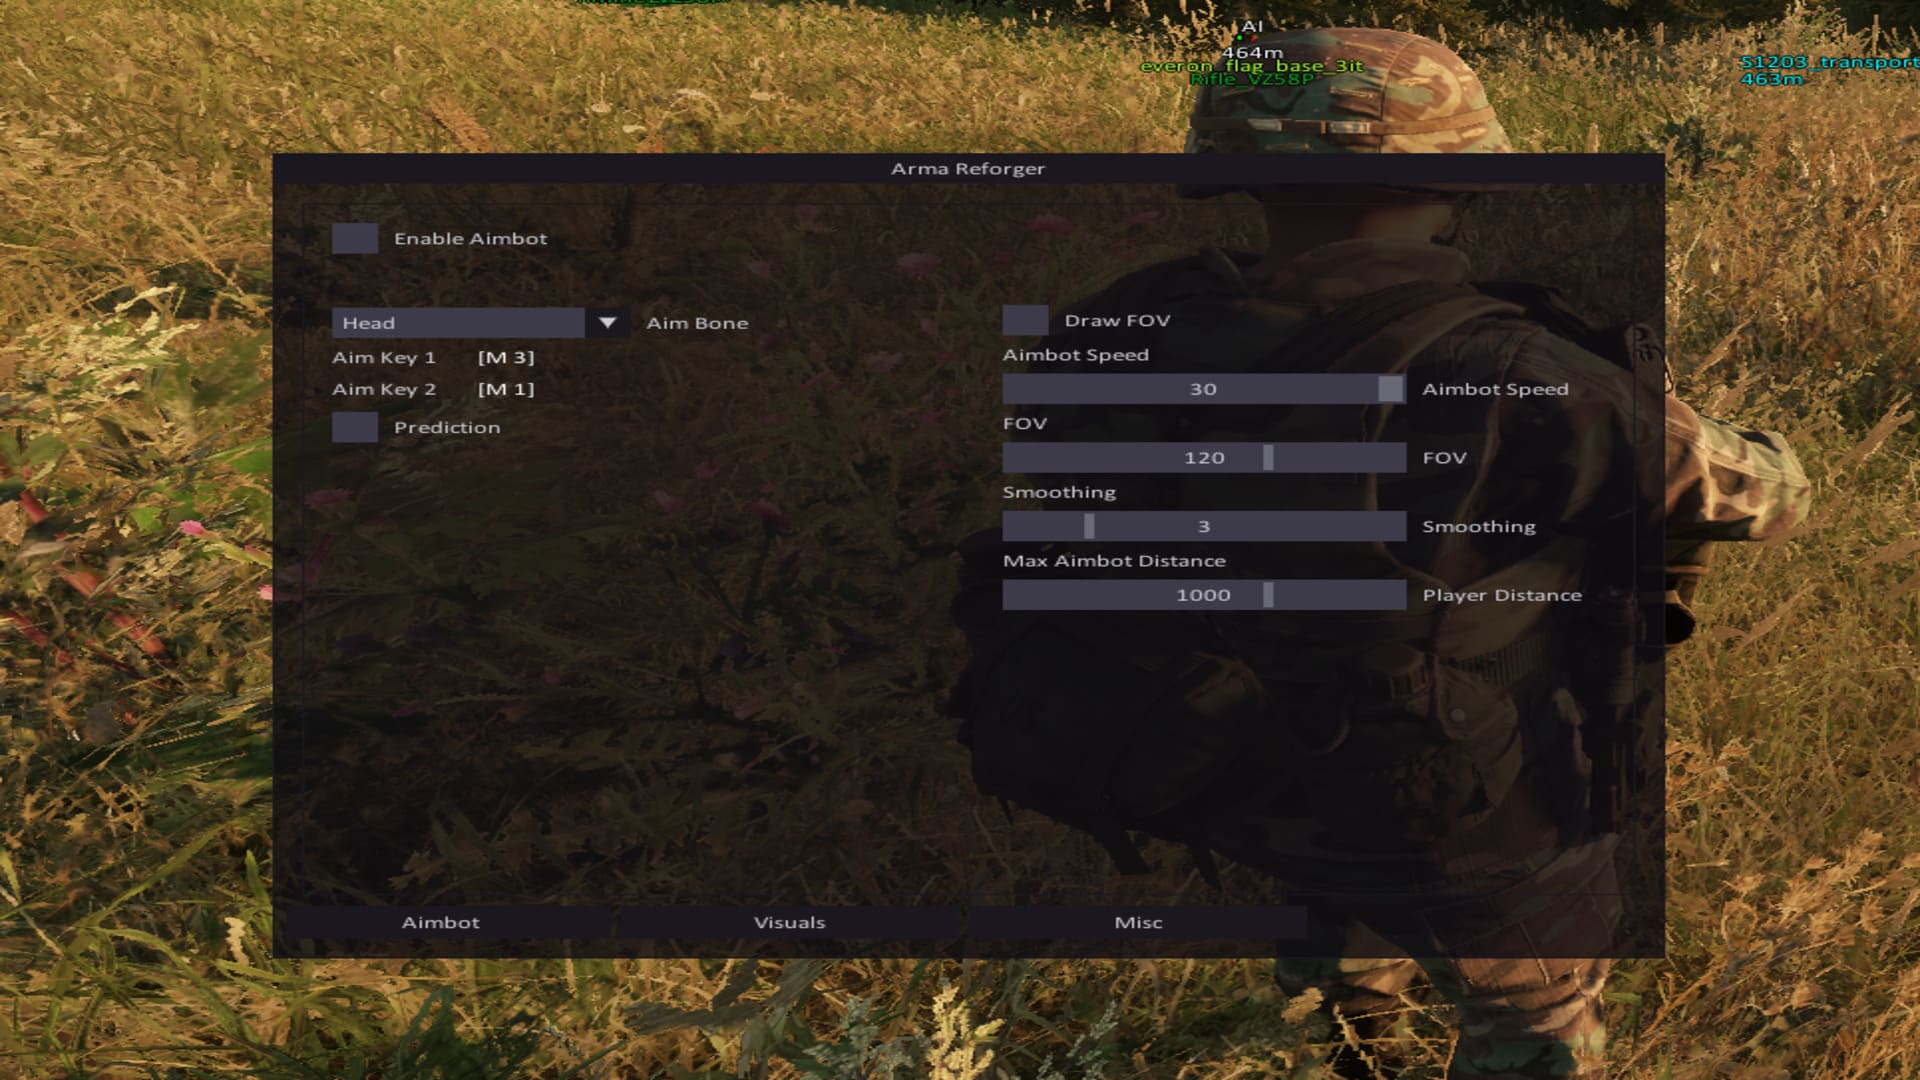 AI
464m
everon_flag_base_3it
Rifle_VZ58P
S1203_transport
463m
Arma Reforger
Enable Aimbot
Head
Aim Bone
Aim Key 1 [M 3]
Aim Key 2 [M 1]
Prediction
Draw FOV
Aimbot Speed
30
Aimbot Speed
FOV
120
FOV
Smoothing
3
Smoothing
Max Aimbot Distance
1000
Player Distance
Aimbot
Visuals
Misc